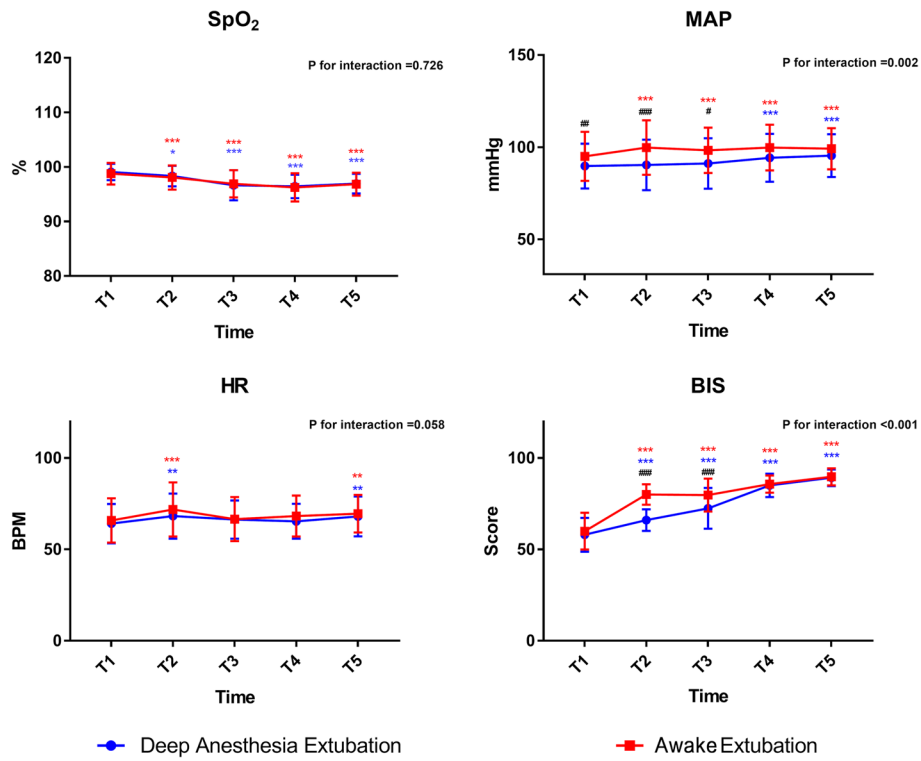 SpO₂
P for interaction =0.726
120
110
100
90
80
%
***
*
***
***
***
***
***
***
T1
T2
T3
T4
T5
Time
MAP
P for interaction =0.002
150
100
50
mmHg
##
***
###
***
#
***
***
***
***
T1
T2
T3
T4
T5
Time
HR
P for interaction =0.058
100
50
0
BPM
***
**
**
**
T1
T2
T3
T4
T5
Time
BIS
P for interaction <0.001
100
50
0
Score
***
***
###
***
***
###
***
***
***
***
T1
T2
T3
T4
T5
Time
Deep Anesthesia Extubation
Awake Extubation